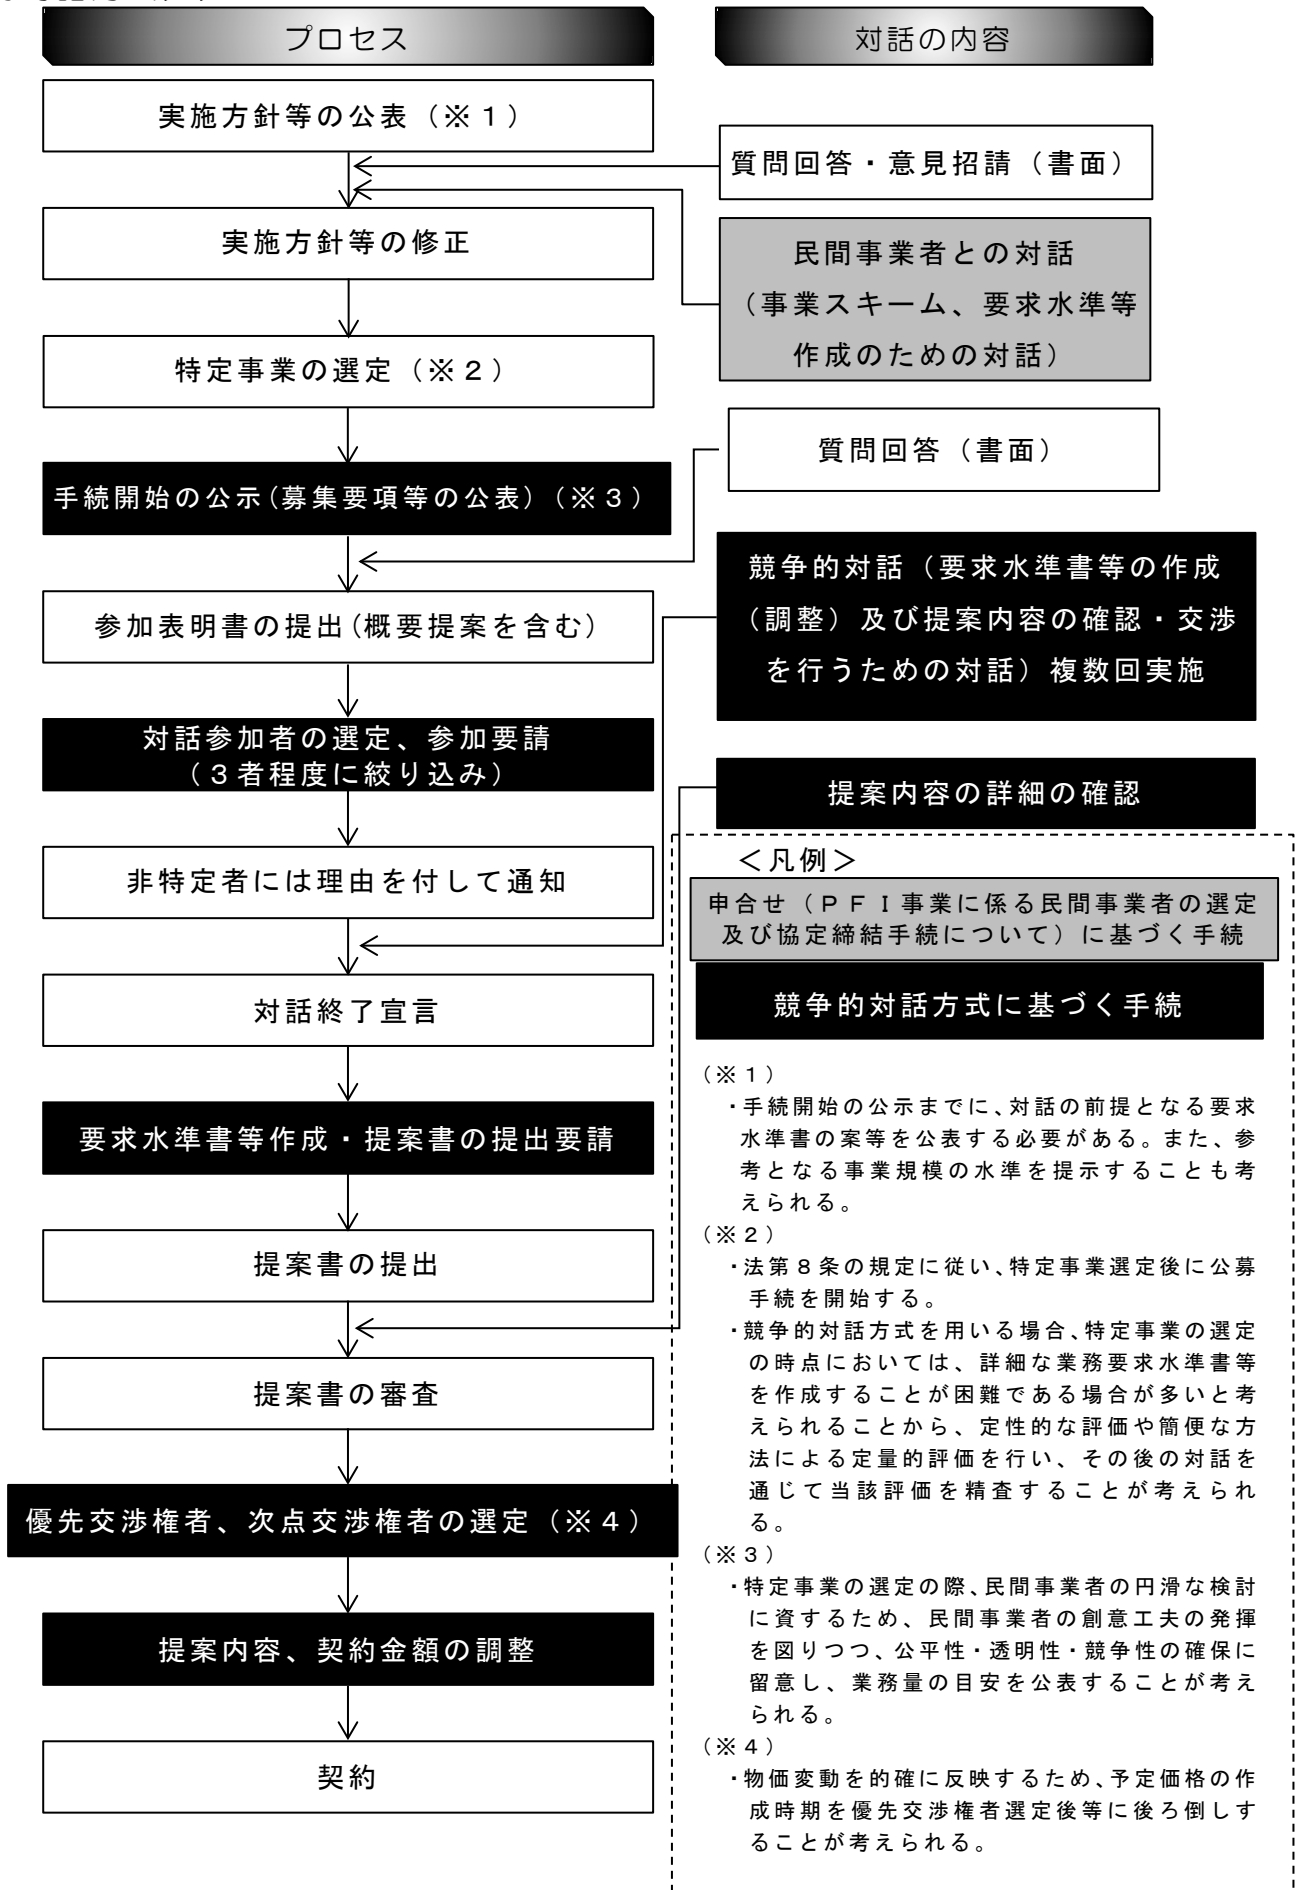 プロセス
実施方針等の公表（※１）
実施方針等の修正
特定事業の選定（※２）
手続開始の公示(募集要項等の公表)（※３）
参加表明書の提出(概要提案を含む)
対話参加者の選定、参加要請
（３者程度に絞り込み）
非特定者には理由を付して通知
対話終了宣言
要求水準書等作成・提案書の提出要請
提案書の提出
提案書の審査
優先交渉権者、次点交渉権者の選定（※４）
提案内容、契約金額の調整
契約
対話の内容
質問回答・意見招請（書面）
民間事業者との対話
（事業スキーム、要求水準等
作成のための対話）
質問回答（書面）
競争的対話（要求水準書等の作成
（調整）及び提案内容の確認・交渉
を行うための対話）複数回実施
提案内容の詳細の確認
＜凡例＞
申合せ（ＰＦＩ事業に係る民間事業者の選定
及び協定締結手続について）に基づく手続
競争的対話方式に基づく手続
（※１）
・手続開始の公示までに、対話の前提となる要求
水準書の案等を公表する必要がある。また、参
考となる事業規模の水準を提示することも考
えられる。
（※２）
・法第８条の規定に従い、特定事業選定後に公募
手続を開始する。
・競争的対話方式を用いる場合、特定事業の選定
の時点においては、詳細な業務要求水準書等
を作成することが困難である場合が多いと考
えられることから、定性的な評価や簡便な方
法による定量的評価を行い、その後の対話を
通じて当該評価を精査することが考えられ
る。
（※３）
・特定事業の選定の際、民間事業者の円滑な検討
に資するため、民間事業者の創意工夫の発揮
を図りつつ、公平性・透明性・競争性の確保に
留意し、業務量の目安を公表することが考え
られる。
（※４）
・物価変動を的確に反映するため、予定価格の作
成時期を優先交渉権者選定後等に後ろ倒しす
ることが考えられる。